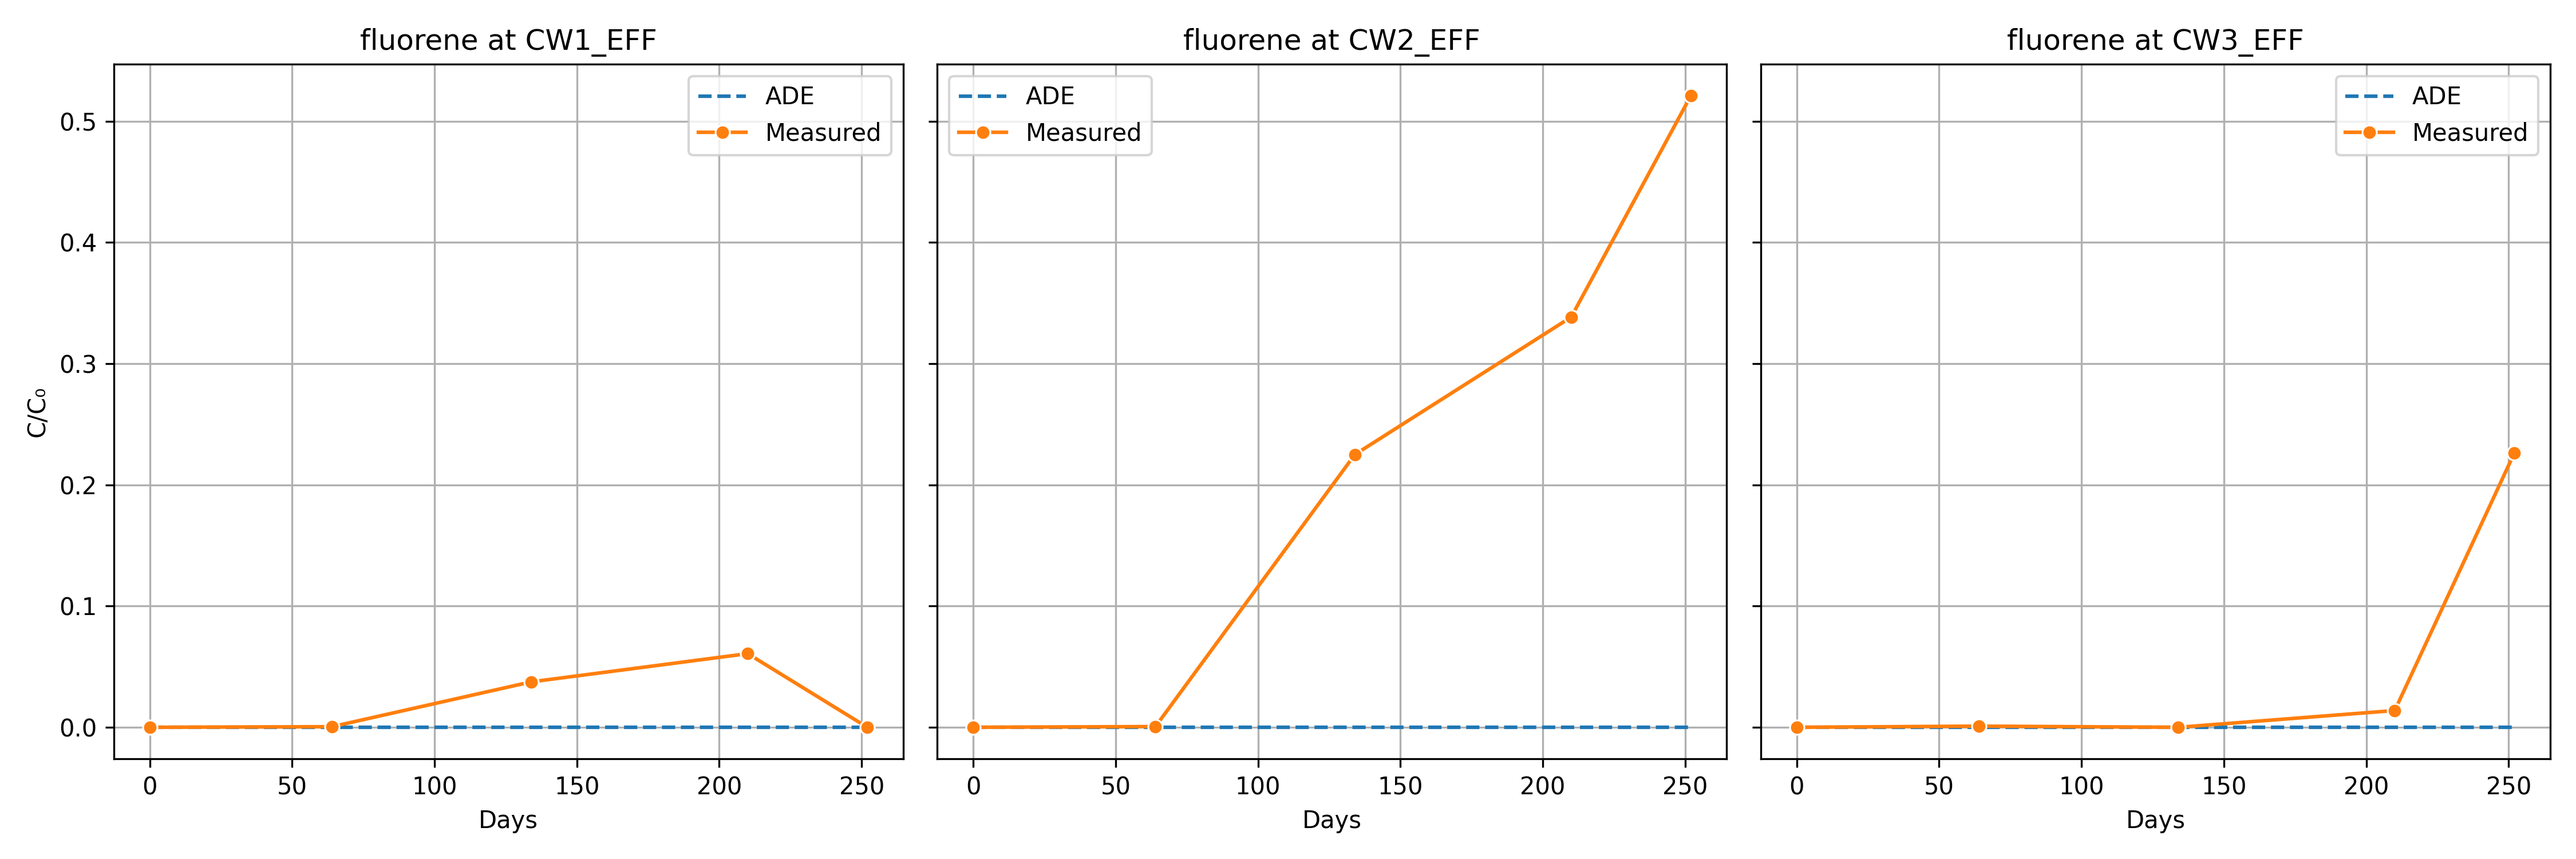 fluorene at CW1_EFF
C/C₀
0.5
0.4
0.3
0.2
0.1
0.0
ADE
Measured
0 50 100 150 200 250
Days
fluorene at CW2_EFF
ADE
Measured
0 50 100 150 200 250
Days
fluorene at CW3_EFF
ADE
Measured
0 50 100 150 200 250
Days